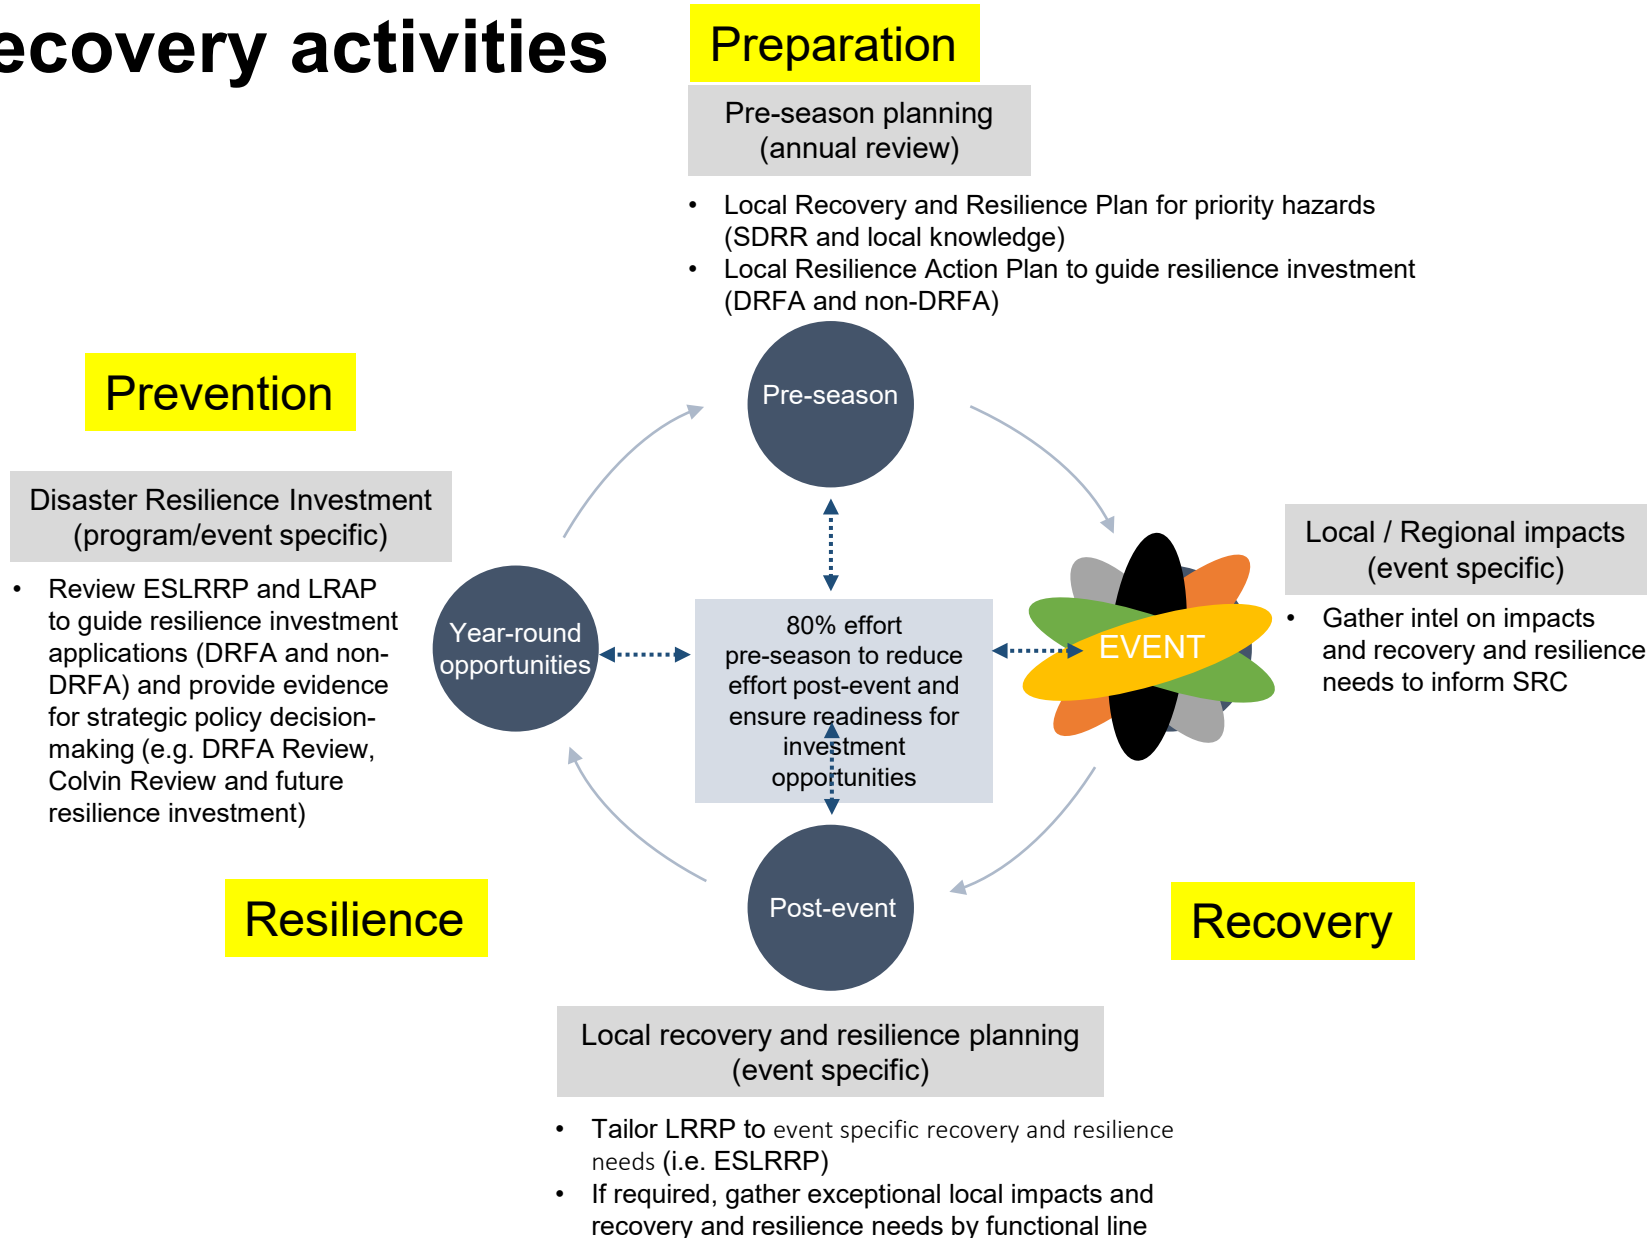 ecovery activities
Preparation
Pre-season planning
(annual review)
• Local Recovery and Resilience Plan for priority hazards
(SDRR and local knowledge)
• Local Resilience Action Plan to guide resilience investment
(DRFA and non-DRFA)
Pre-season
Prevention
Disaster Resilience Investment
(program/event specific)
• Review ESLRRP and LRAP
to guide resilience investment
applications (DRFA and non-
DRFA) and provide evidence
for strategic policy decision-
making (e.g. DRFA Review,
Colvin Review and future
resilience investment)
Year-round
opportunities
80% effort
pre-season to reduce
effort post-event and
ensure readiness for
investment
opportunities
EVENT
Local / Regional impacts
(event specific)
• Gather intel on impacts
and recovery and resilience
needs to inform SRC
Resilience
Post-event
Recovery
Local recovery and resilience planning
(event specific)
• Tailor LRRP to event specific recovery and resilience
needs (i.e. ESLRRP)
• If required, gather exceptional local impacts and
recovery and resilience needs by functional line